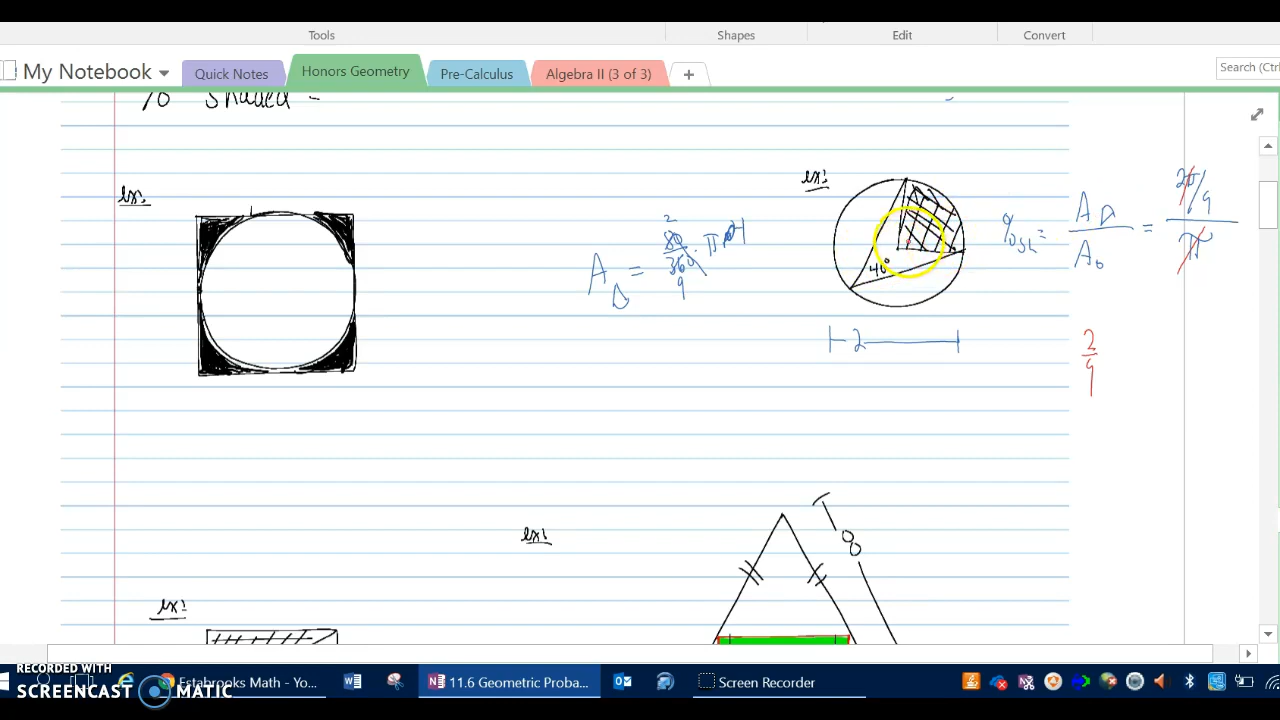 Tools Shapes Edit Convert
My Notebook Quick Notes Honors Geometry Pre-Calculus Algebra II (3 of 3) + Search (Ctrl
% Shaded =
ex:
ex:
40°
2
A = 80/360 · π
2
9
% sh = A / A = 2π/9 / π
2/9
ex:
8
ex:
RECORDED WITH
SCREENCAST MATIC
Estabrooks Math - ... 11.6 Geometric Proba... Screen Recorder